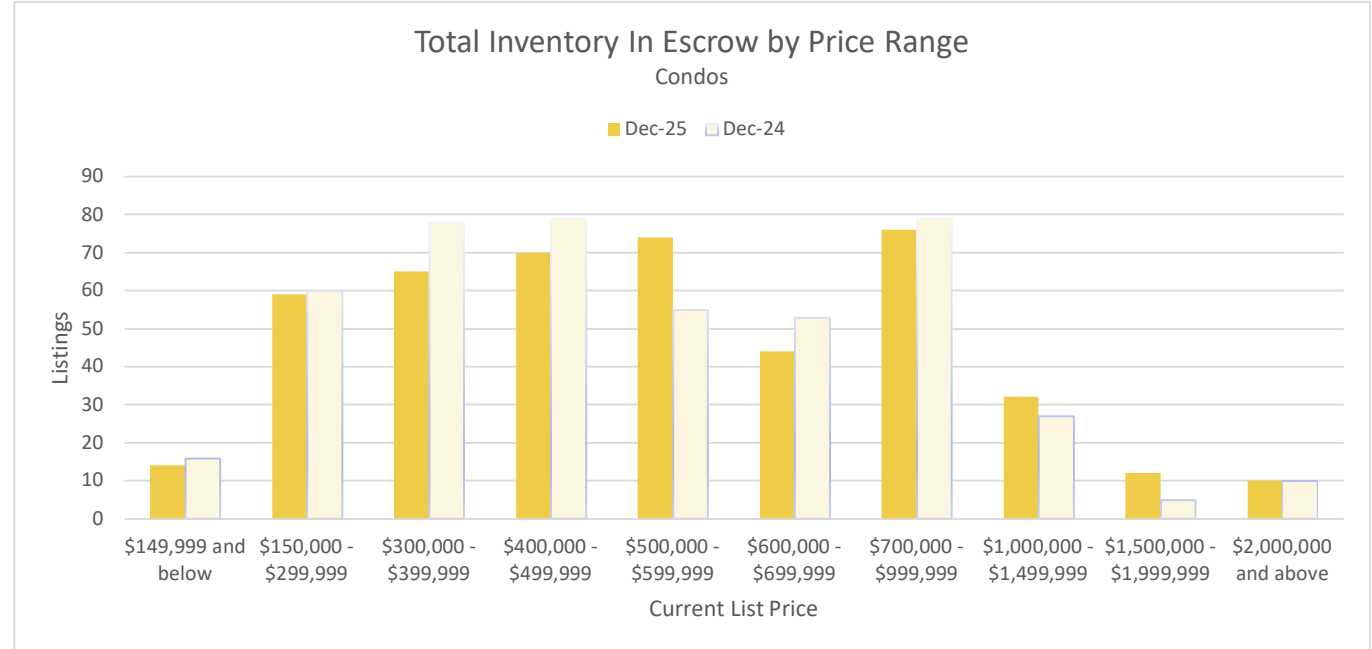 Total Inventory In Escrow by Price Range
Condos
Dec-25 Dec-24
90
80
70
60
50
40
30
20
10
0
Listings
$149,999 and below
$150,000 - $299,999
$300,000 - $399,999
$400,000 - $499,999
$500,000 - $599,999
$600,000 - $699,999
$700,000 - $999,999
$1,000,000 - $1,499,999
$1,500,000 - $1,999,999
$2,000,000 and above
Current List Price